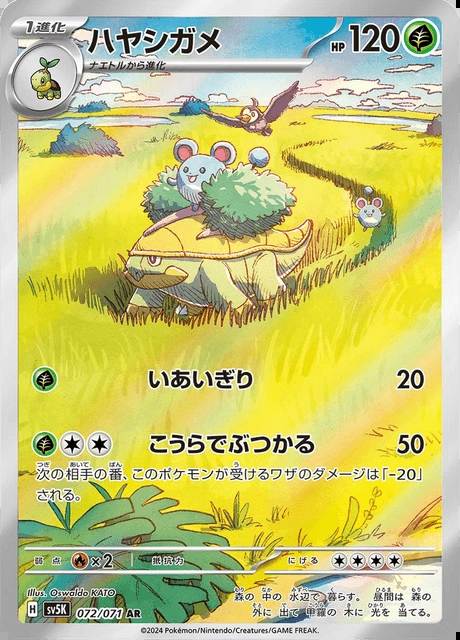 1進化
ハヤシガメ
HP 120
ナエトルから進化
いあいぎり 20
こうらでぶつかる 50
次の相手の番、このポケモンが受けるワザのダメージは「-20」
される。
弱点 ×2 抵抗力 にげる
Illus. Oswaldo KATO
H sv5K 072/071 AR
森の中の水辺で暮らす。昼間は森の
外に出て甲羅の木に光を当てる。
©2024 Pokémon/Nintendo/Creatures/GAME FREAK.